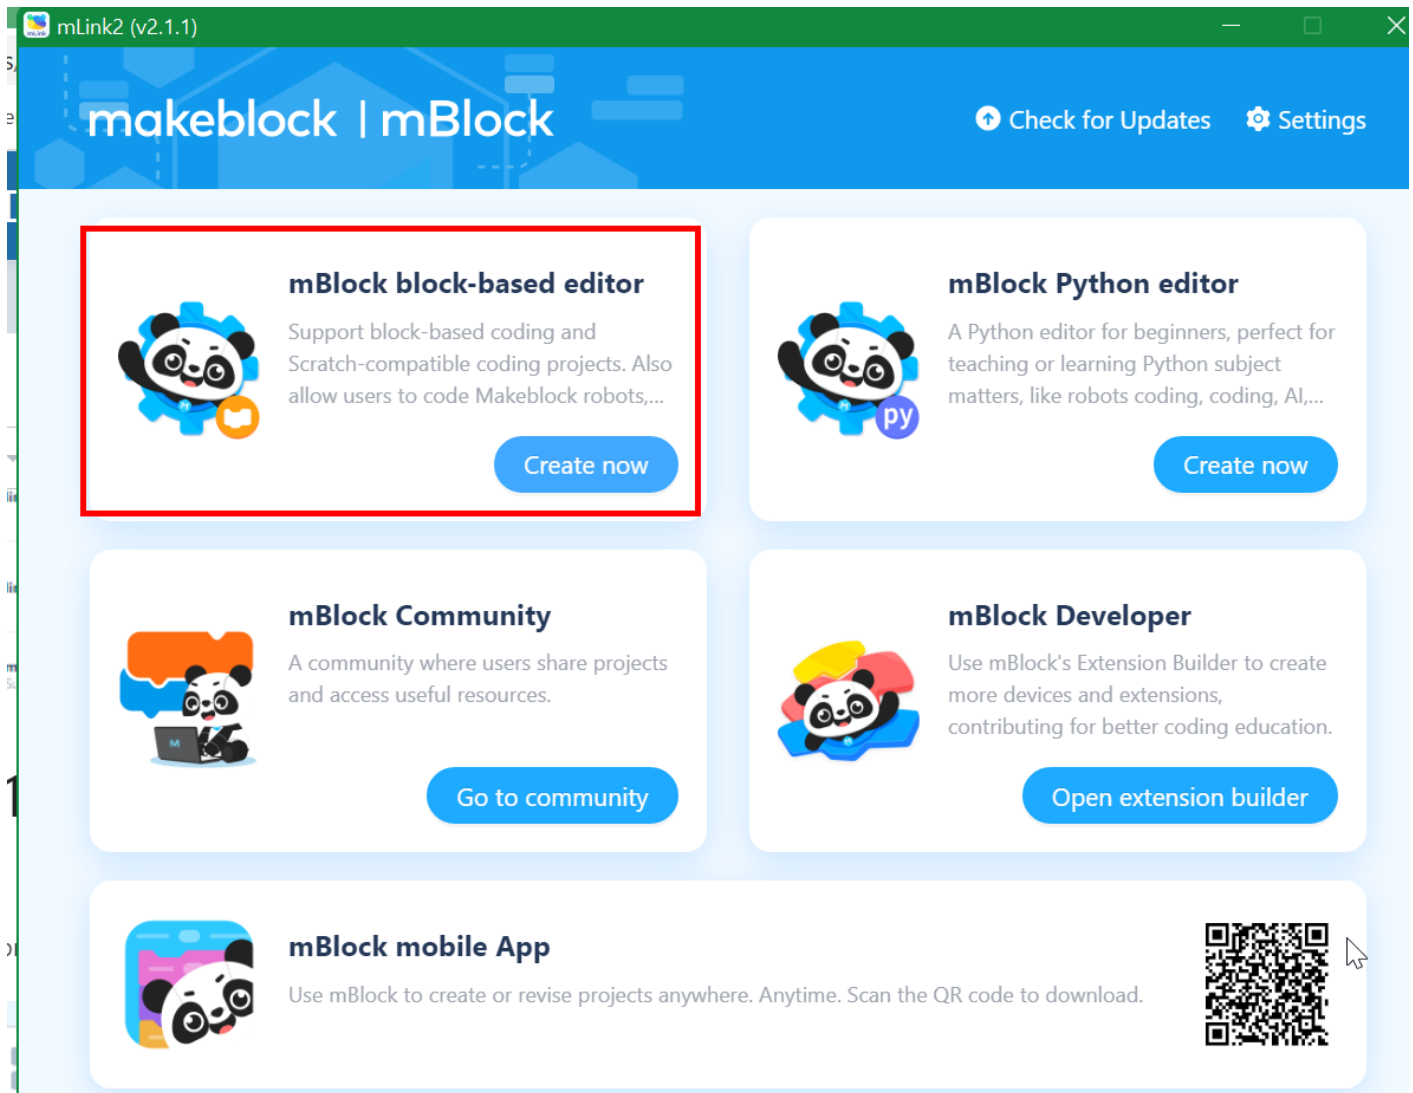 mLink2 (v2.1.1)
makeblock | mBlock
Check for Updates
Settings
mBlock block-based editor
Support block-based coding and
Scratch-compatible coding projects. Also
allow users to code Makeblock robots,...
Create now
mBlock Python editor
A Python editor for beginners, perfect for
teaching or learning Python subject
matters, like robots coding, coding, AI,...
py
Create now
mBlock Community
A community where users share projects
and access useful resources.
M
Go to community
mBlock Developer
Use mBlock's Extension Builder to create
more devices and extensions,
contributing for better coding education.
Open extension builder
mBlock mobile App
Use mBlock to create or revise projects anywhere. Anytime. Scan the QR code to download.